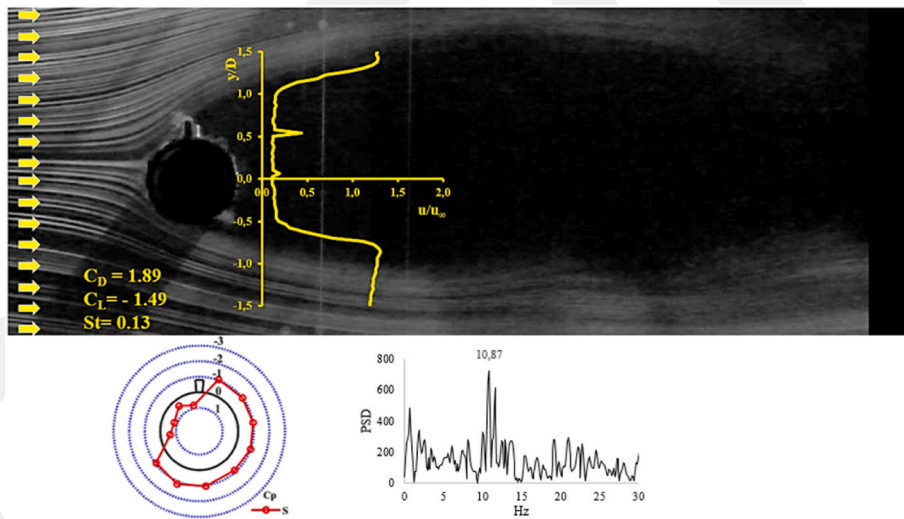 1,5
y/D
1,0
0,5
0,0
0,0 0,5 1,0 1,5 2,0
u/u∞
-0,5
-1,0
-1,5
C_D = 1.89
C_L = - 1.49
St= 0.13
-3
-2
-1
0
1
Cp
S
10,87
800
600
400
200
0
PSD
0 5 10 15 20 25 30
Hz